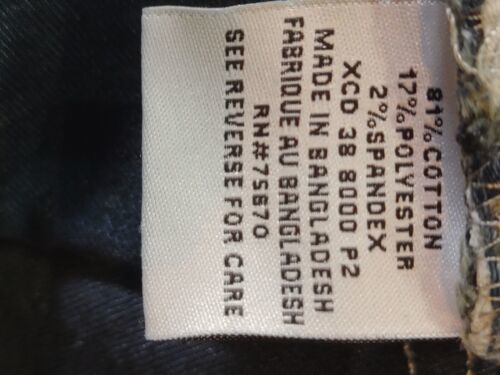 81% COTTON
17% POLYESTER
2% SPANDEX
XCD 38 8000 P2
MADE IN BANGLADESH
FABRIQUE AU BANGLADESH
RN#75870
SEE REVERSE FOR CARE